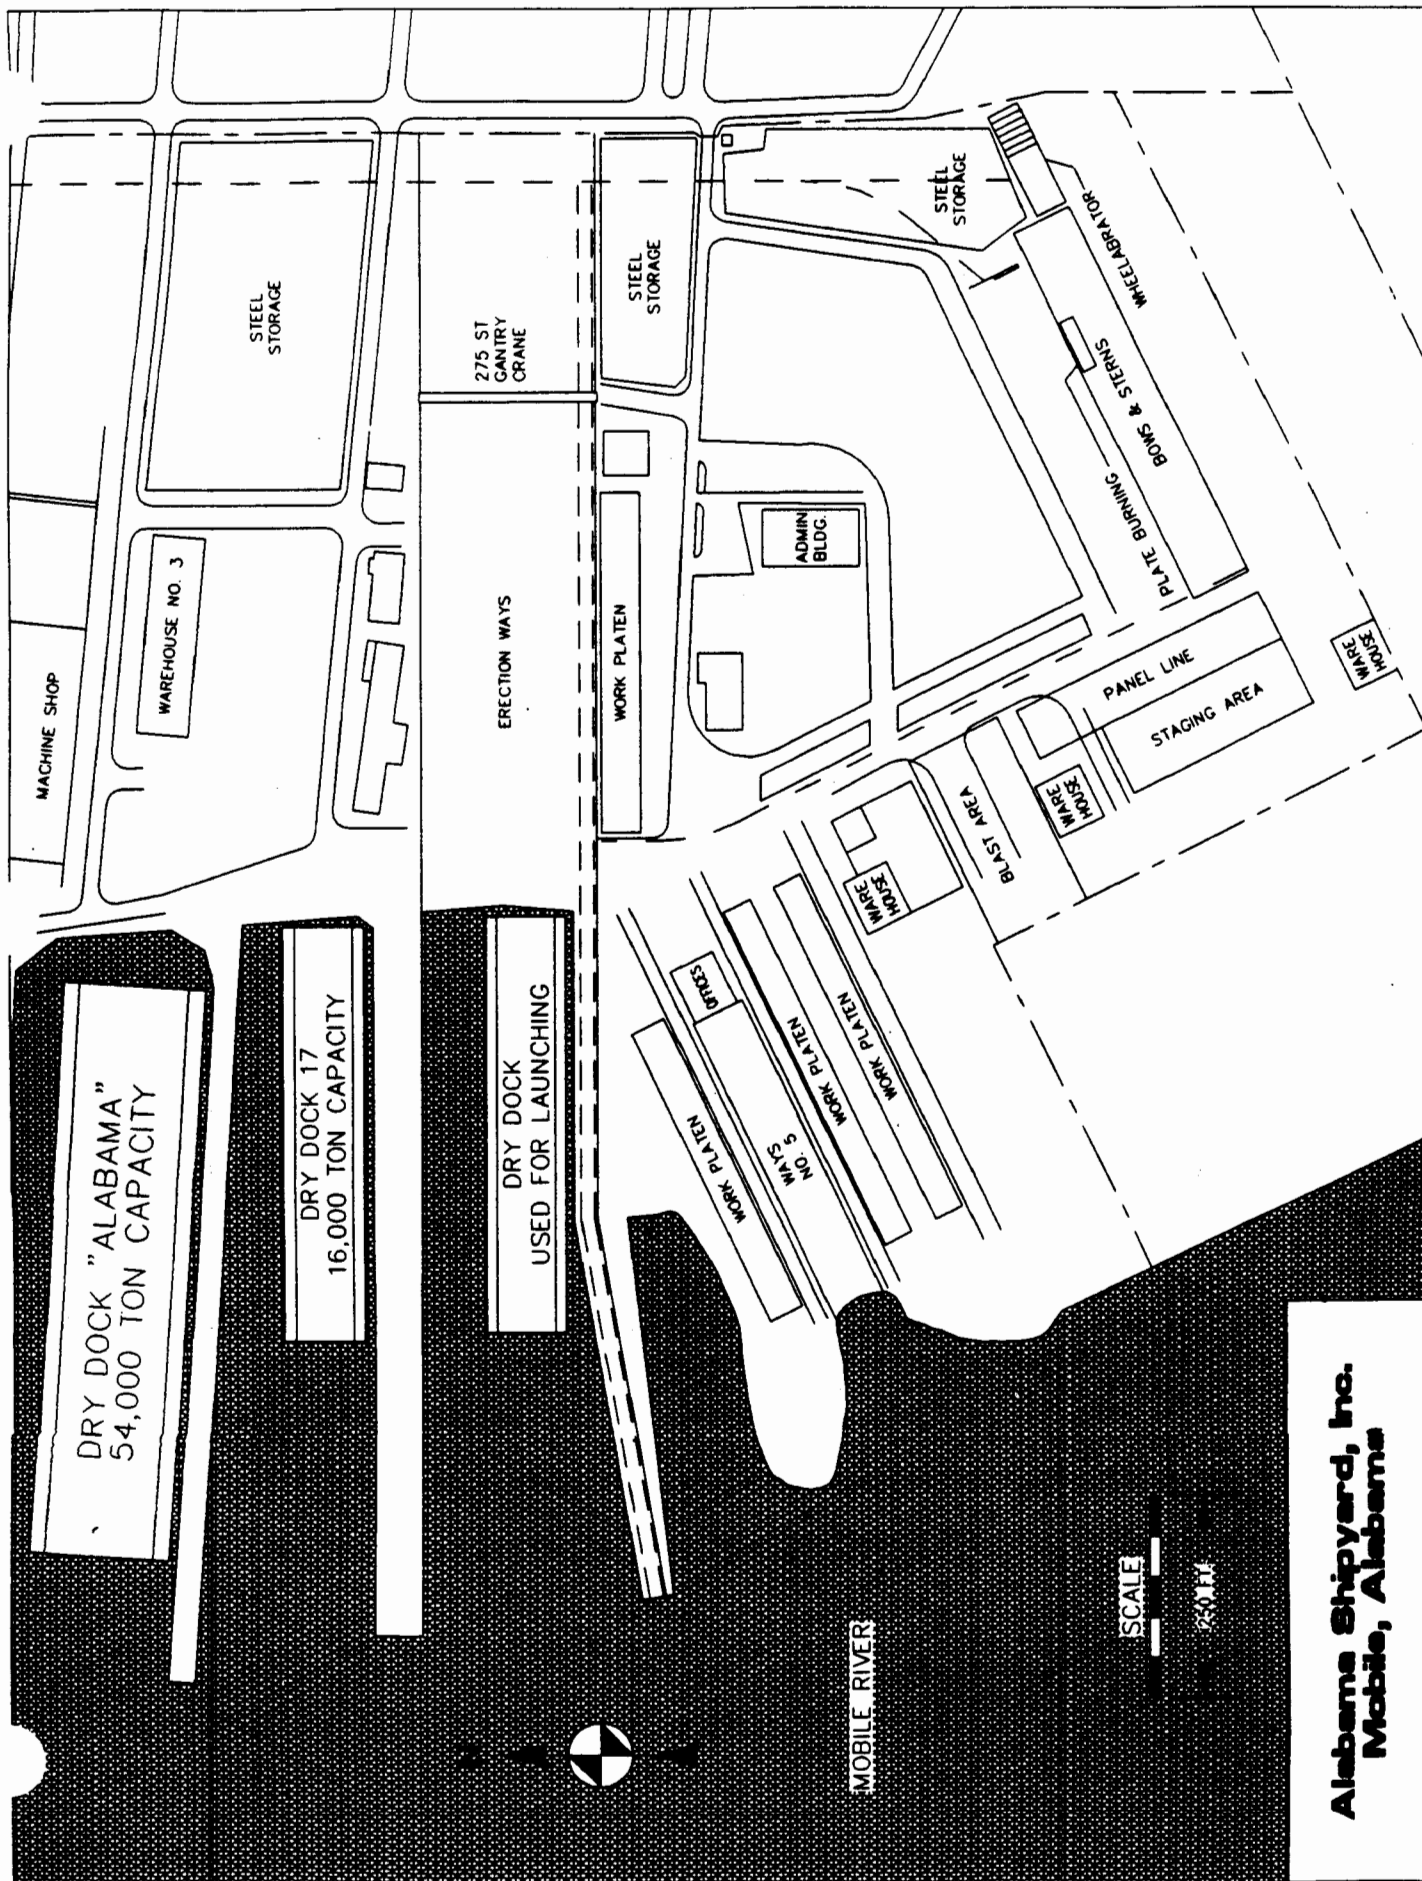 MACHINE SHOP
WAREHOUSE NO. 3
STEEL
STORAGE
275 ST
GANTRY
CRANE
STEEL
STORAGE
STEEL
STORAGE
ERECTION WAYS
WORK PLATEN
ADMIN
BLDG.
WHEELABRATOR
BOWS & STERNS
PLATE BURNING
PANEL LINE
STAGING AREA
WARE
HOUSE
WARE
HOUSE
BLAST AREA
WARE
HOUSE
OFFICES
WORK PLATEN
WORK PLATEN
WAYS
NO. 5
WORK PLATEN
DRY DOCK "ALABAMA"
54,000 TON CAPACITY
DRY DOCK 17
16,000 TON CAPACITY
DRY DOCK
USED FOR LAUNCHING
N
MOBILE RIVER
SCALE
250 FT.
Alabama Shipyard, Inc.
Mobile, Alabama